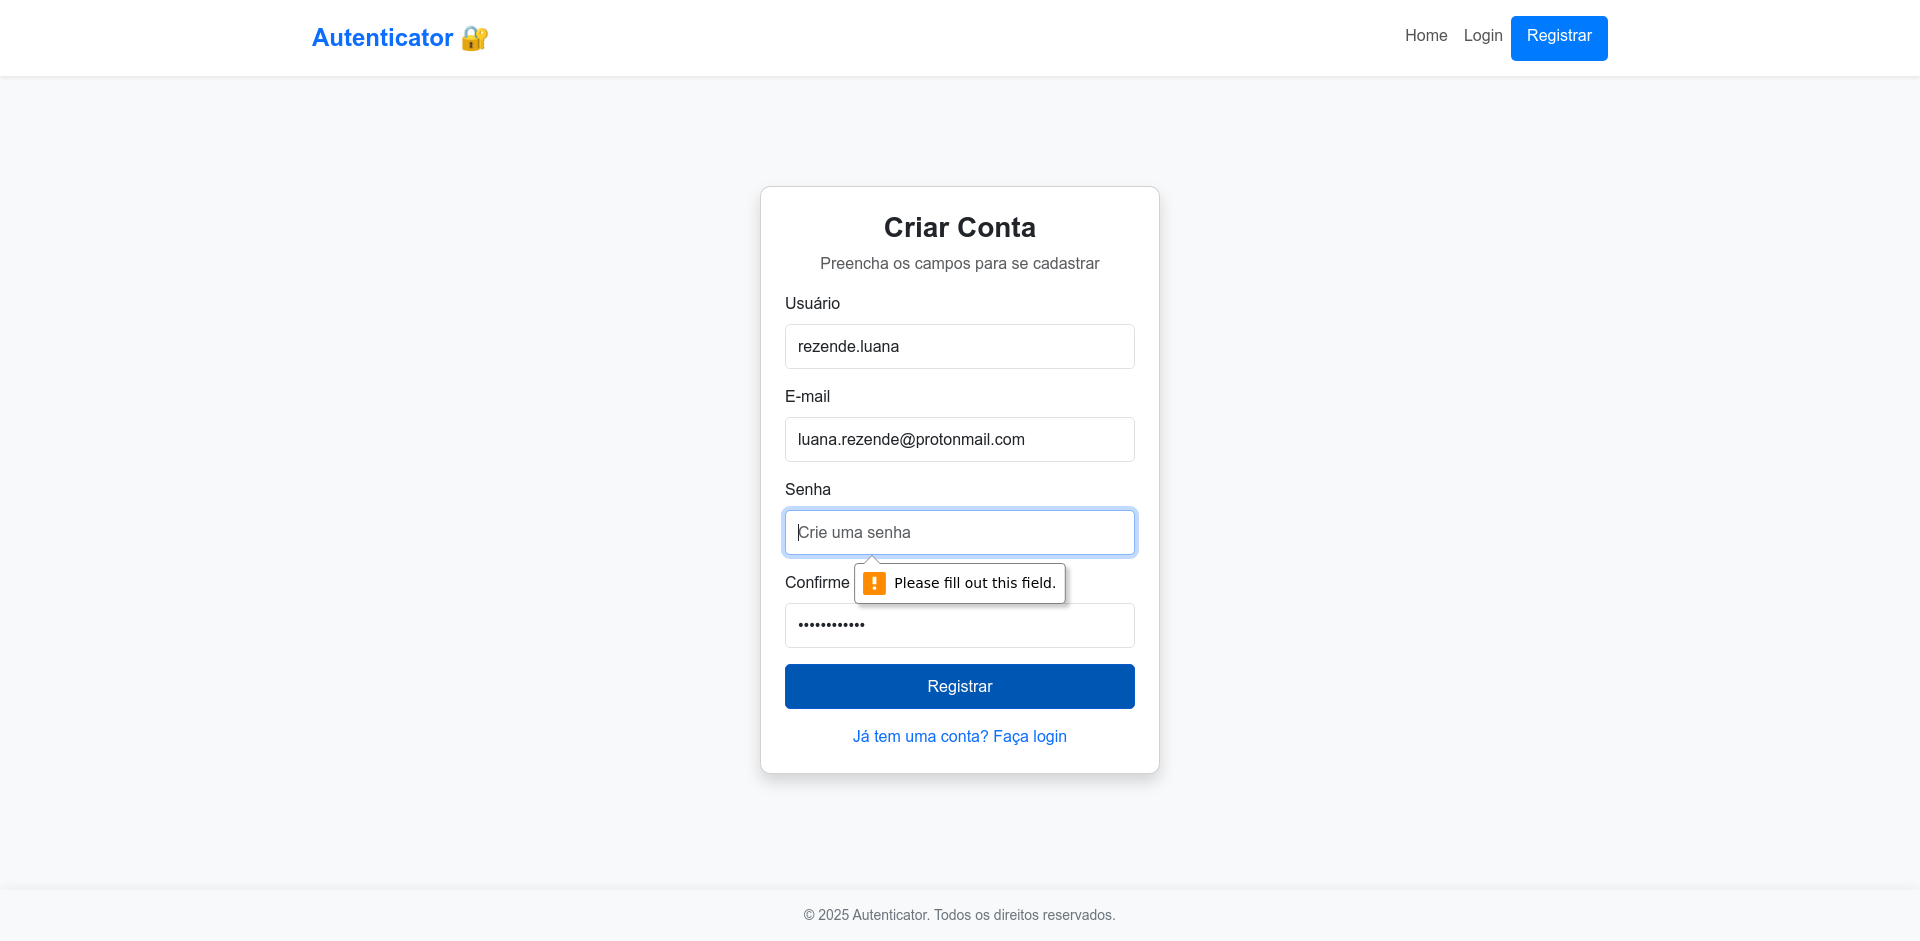 Autenticator 🔐
Home Login Registrar
Criar Conta
Preencha os campos para se cadastrar
Usuário
rezende.luana
E-mail
luana.rezende@protonmail.com
Senha
Crie uma senha
Confirme
Please fill out this field.
••••••••••••
Registrar
Já tem uma conta? Faça login
© 2025 Autenticator. Todos os direitos reservados.